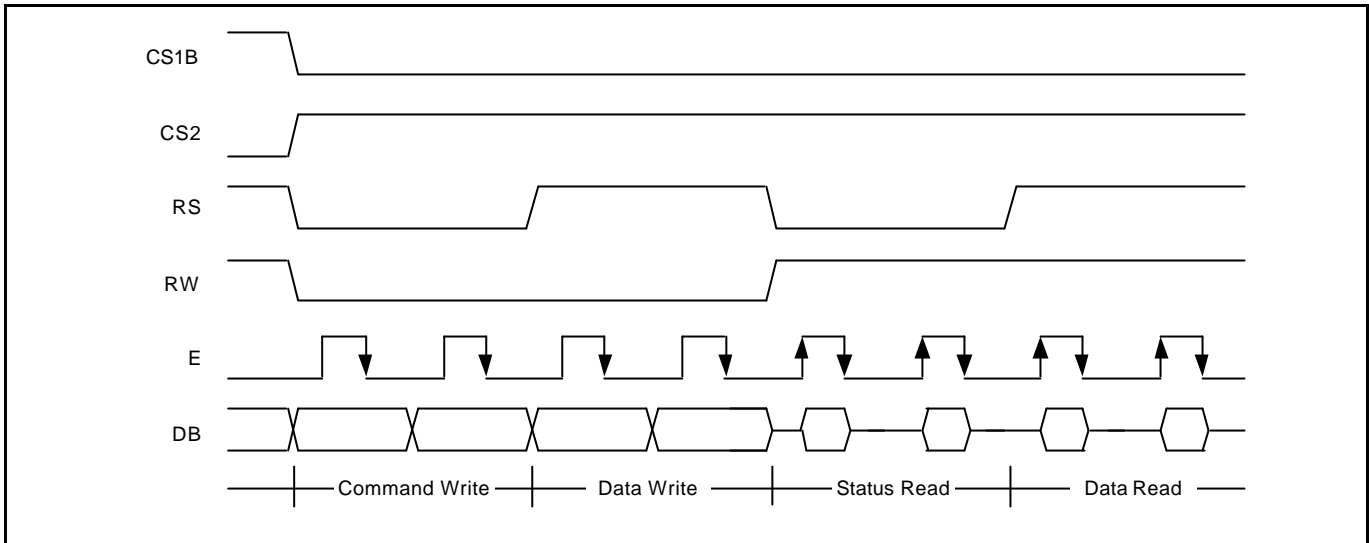 CS1B
CS2
RS
RW
E
DB
Command Write Data Write Status Read Data Read